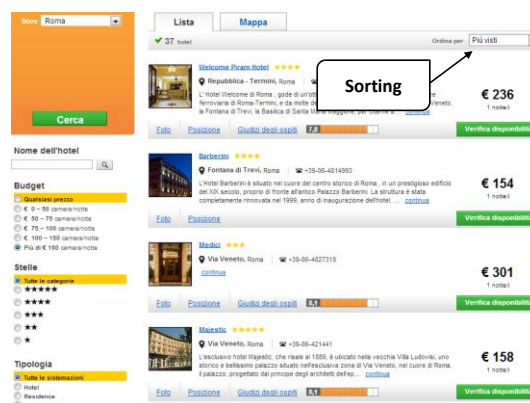 Dove Roma
Cerca
Nome dell'hotel
Budget
Qualsiasi prezzo
€ 0 – 50 camera/notte
€ 50 – 75 camera/notte
€ 75 – 100 camera/notte
€ 100 – 150 camera/notte
Più di € 150 camera/notte
Stelle
Tutte le categorie
★★★★★
★★★★
★★★
★★
★
Tipologia
Tutte le sistemazioni
Hotel
Residence
Lista
Mappa
37 hotel
Ordina per Più visti
Sorting
Welcome Piram Hotel ★★★★
Repubblica - Termini, Roma
L' Hotel Welcome di Roma , gode di un'ott
ferroviaria di Roma-Termini, e da molte de Veneto,
la Fontana di Trevi, la Basilica di Santa Maria Maggiore, per citarne a... continua
€ 236
1 notte/i
Foto Posizione Giudizi degli ospiti 7,8
Verifica disponibilità
Barberini ★★★★
Fontana di Trevi, Roma +39-06-4814993
L'Hotel Barberini è situato nel cuore del centro storico di Roma , in un prestigioso edificio
del XIX secolo, proprio di fronte all'antico Palazzo Barberini. La struttura è stata
completamente rinnovata nel 1999, anno di inaugurazione dell'hotel. ... continua
€ 154
1 notte/i
Foto Posizione
Verifica disponibilità
Medici ★★★
Via Veneto, Roma +39-06-4827319
continua
€ 301
1 notte/i
Foto Posizione Giudizi degli ospiti 8,1
Verifica disponibilità
Majestic ★★★★★
Via Veneto, Roma +39-06-421441
L'esclusivo hotel Majestic, che risale al 1889, è ubicato nella vecchia Villa Ludovisi, uno
storico e bellissimo palazzo situato nell'esclusiva zona di Via Veneto, nel cuore di Roma.
Il palazzo, progettato dal principe degli architetti dell'ep... continua
€ 158
1 notte/i
Foto Posizione Giudizi degli ospiti 8,1
Verifica disponibilità